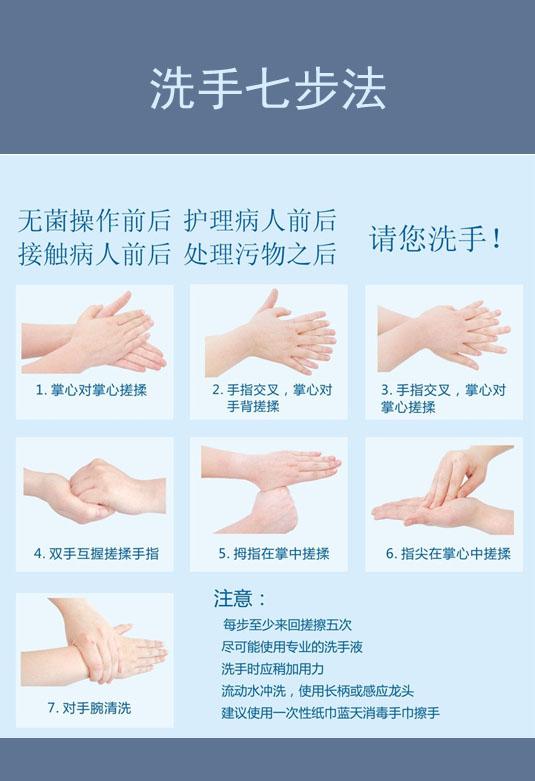 洗手七步法
无菌操作前后 护理病人前后
接触病人前后 处理污物之后
请您洗手！
1. 掌心对掌心搓揉
2. 手指交叉，掌心对
手背搓揉
3. 手指交叉，掌心对
掌心搓揉
4. 双手互握搓揉手指
5. 拇指在掌中搓揉
6. 指尖在掌心中搓揉
7. 对手腕清洗
注意：
每步至少来回搓擦五次
尽可能使用专业的洗手液
洗手时应稍加用力
流动水冲洗，使用长柄或感应龙头
建议使用一次性纸巾蓝天消毒手巾擦手